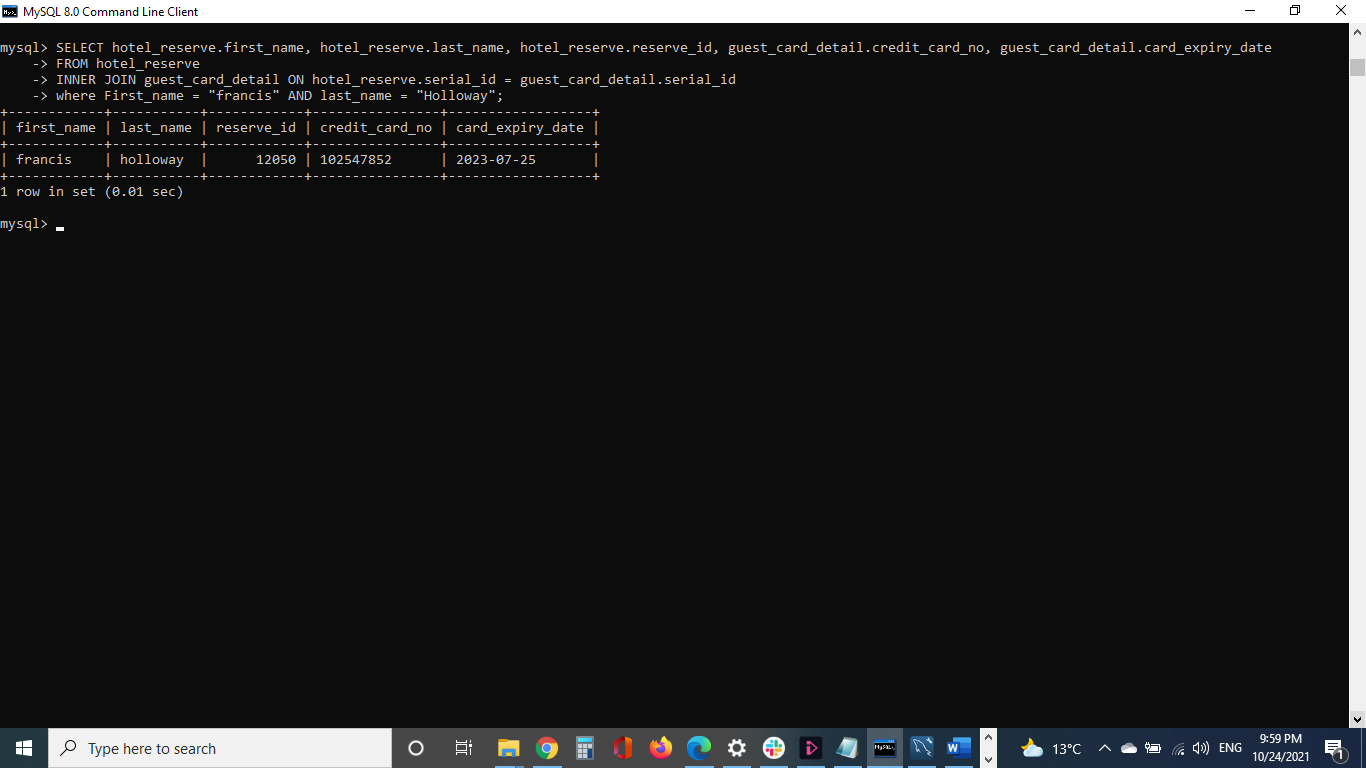 MySQL 8.0 Command Line Client
mysql> SELECT hotel_reserve.first_name, hotel_reserve.last_name, hotel_reserve.reserve_id, guest_card_detail.credit_card_no, guest_card_detail.card_expiry_date
    -> FROM hotel_reserve
    -> INNER JOIN guest_card_detail ON hotel_reserve.serial_id = guest_card_detail.serial_id
    -> where First_name = "francis" AND last_name = "Holloway";
+------------+-----------+------------+----------------+------------------+
| first_name | last_name | reserve_id | credit_card_no | card_expiry_date |
+------------+-----------+------------+----------------+------------------+
| francis    | holloway  |      12050 | 102547852      | 2023-07-25       |
+------------+-----------+------------+----------------+------------------+
1 row in set (0.01 sec)
mysql>
Type here to search
MySQL
13°C
ENG
9:59 PM
10/24/2021
1